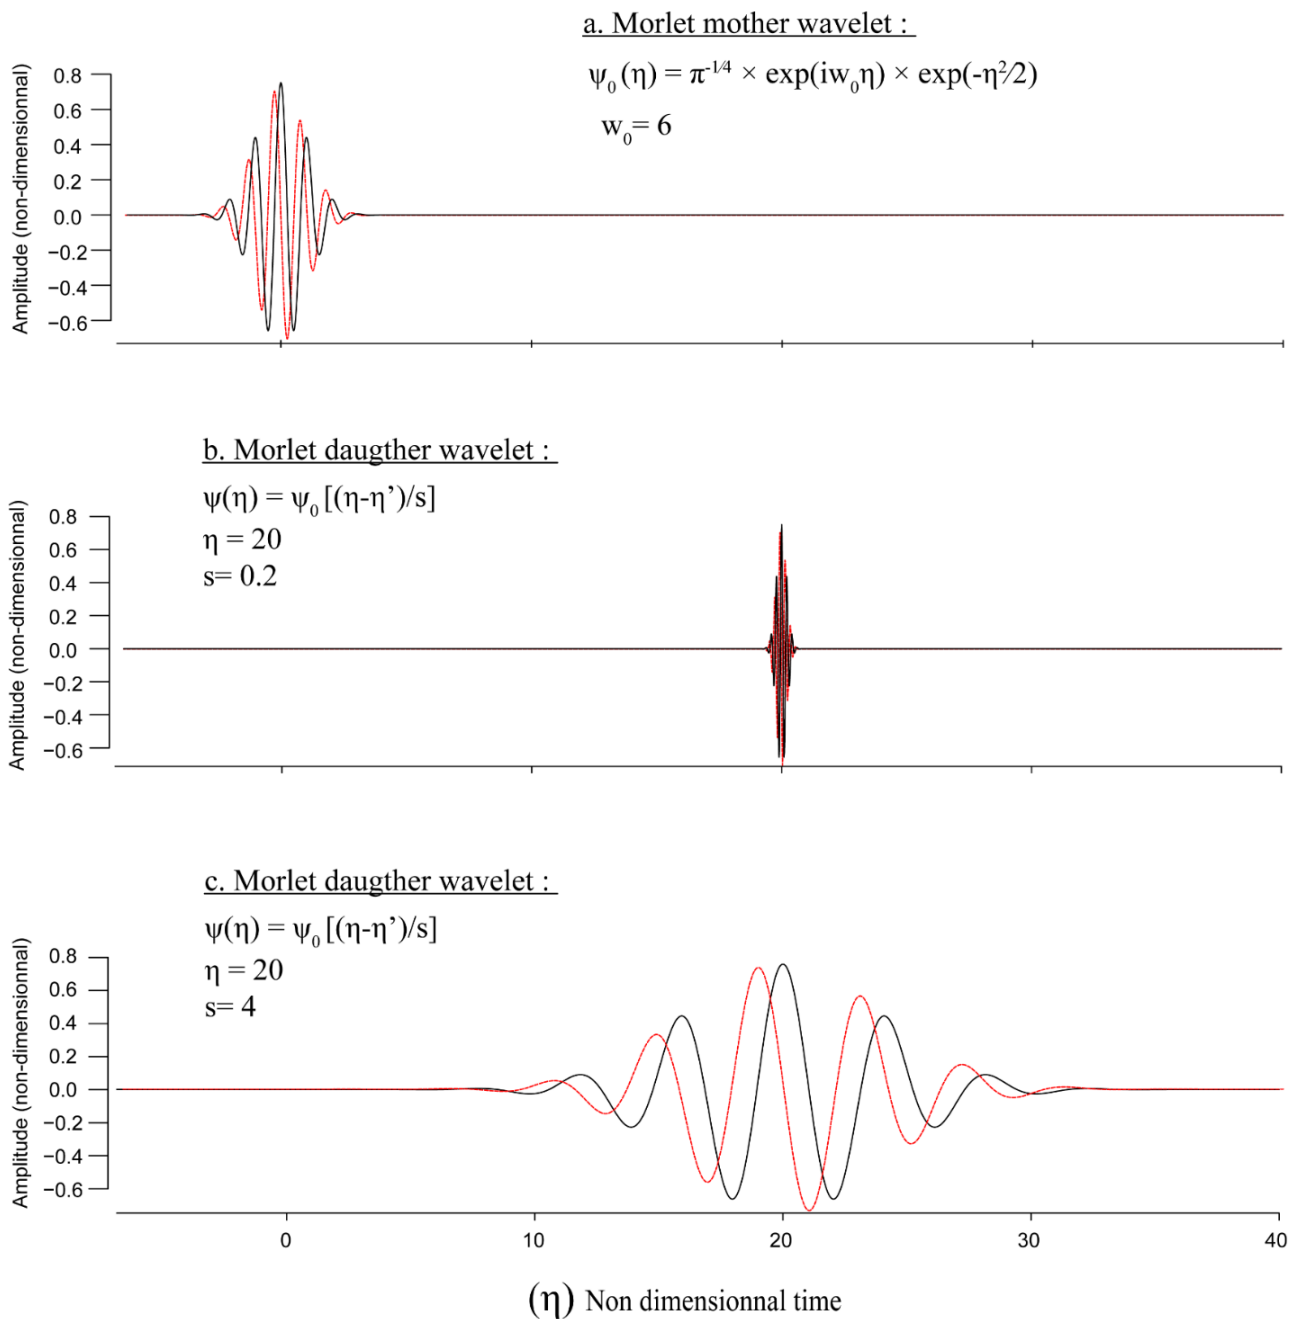 a. Morlet mother wavelet :
ψ₀(η) = π⁻¹ᐟ⁴ × exp(iw₀η) × exp(-η²/2)
w₀= 6
Amplitude (non-dimensionnal)
0.8
0.6
0.4
0.2
0.0
−0.2
−0.4
−0.6
b. Morlet daugther wavelet :
ψ(η) = ψ₀[(η-η’)/s]
η = 20
s= 0.2
Amplitude (non-dimensionnal)
0.8
0.6
0.4
0.2
0.0
−0.2
−0.4
−0.6
c. Morlet daugther wavelet :
ψ(η) = ψ₀[(η-η’)/s]
η = 20
s= 4
Amplitude (non-dimensionnal)
0.8
0.6
0.4
0.2
0.0
−0.2
−0.4
−0.6
0 10 20 30 40
(η) Non dimensionnal time